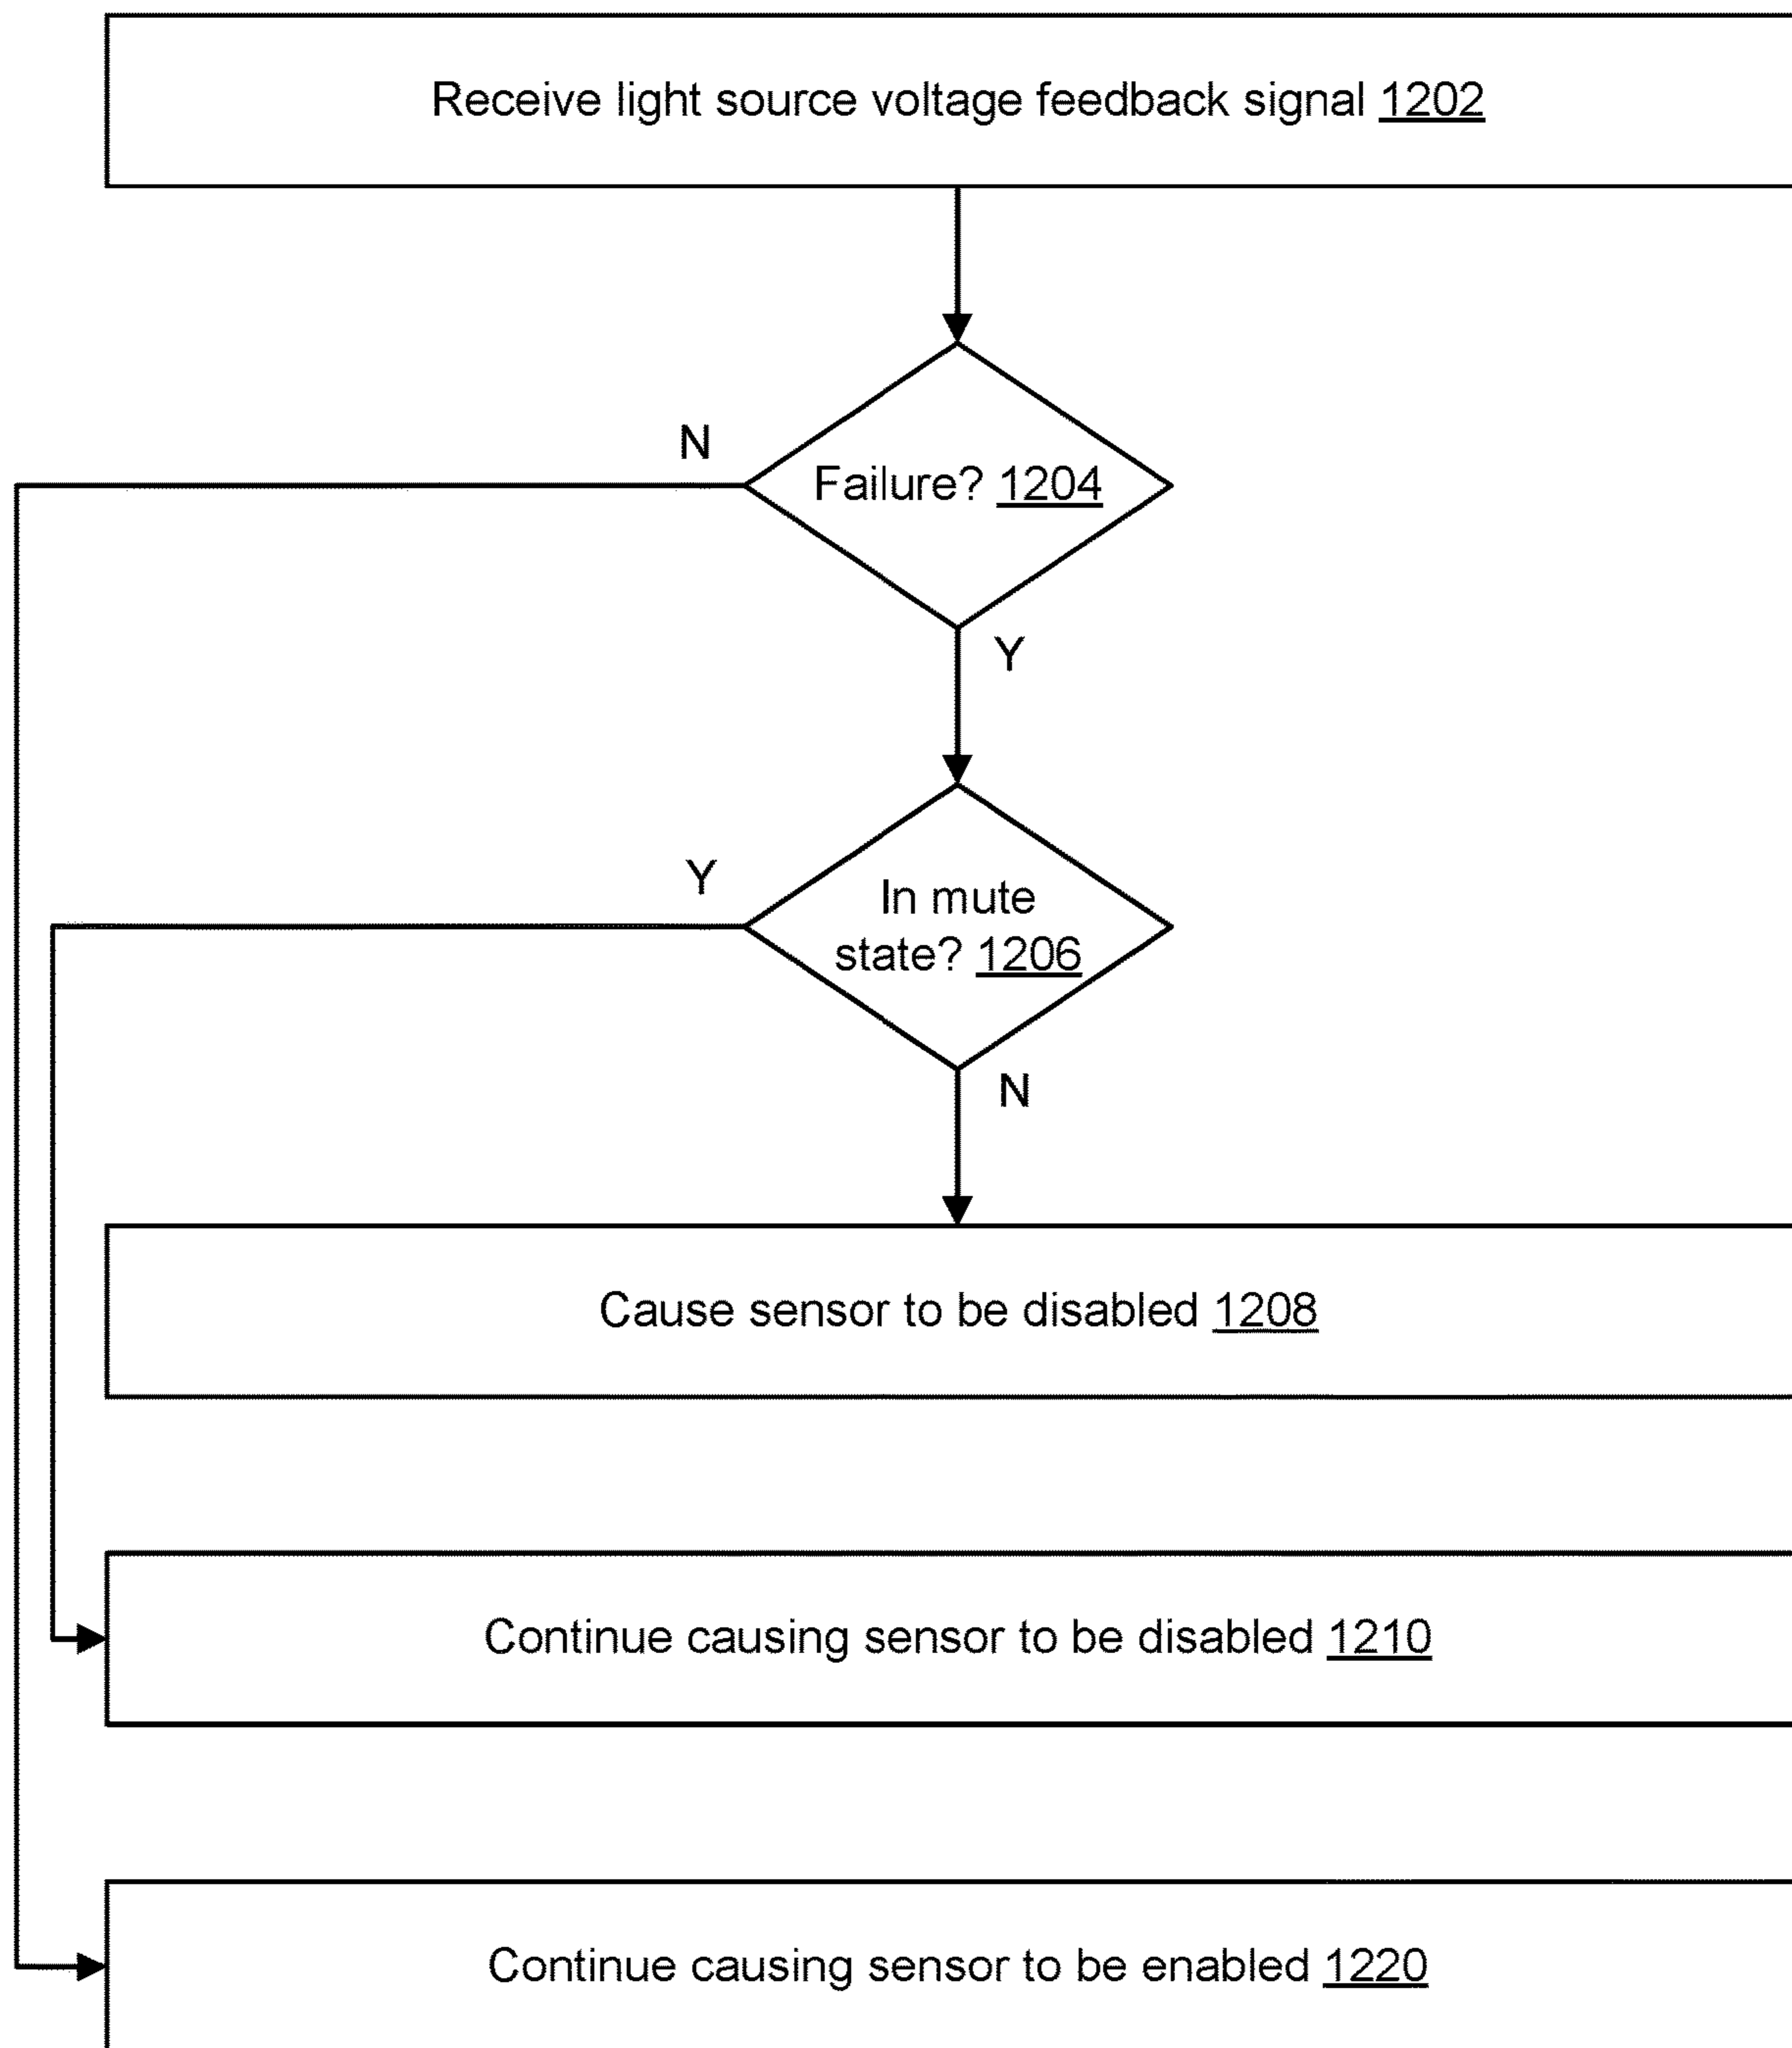 Receive light source voltage feedback signal 1202
N
Failure? 1204
Y
Y
In mute
state? 1206
N
Cause sensor to be disabled 1208
Continue causing sensor to be disabled 1210
Continue causing sensor to be enabled 1220